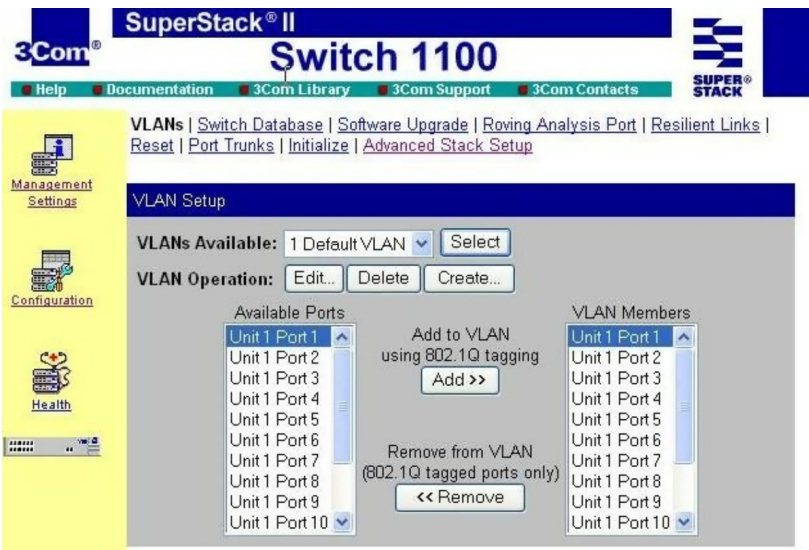 SuperStack® II
3Com®
Switch 1100
Help Documentation 3Com Library 3Com Support 3Com Contacts
SUPER®
STACK
VLANs | Switch Database | Software Upgrade | Roving Analysis Port | Resilient Links |
Reset | Port Trunks | Initialize | Advanced Stack Setup
Management
Settings
Configuration
Health
VLAN Setup
VLANs Available: 1 Default VLAN Select
VLAN Operation: Edit... Delete Create...
Available Ports
Unit 1 Port 1
Unit 1 Port 2
Unit 1 Port 3
Unit 1 Port 4
Unit 1 Port 5
Unit 1 Port 6
Unit 1 Port 7
Unit 1 Port 8
Unit 1 Port 9
Unit 1 Port 10
Add to VLAN
using 802.1Q tagging
Add >>
Remove from VLAN
(802.1Q tagged ports only)
<< Remove
VLAN Members
Unit 1 Port 1
Unit 1 Port 2
Unit 1 Port 3
Unit 1 Port 4
Unit 1 Port 5
Unit 1 Port 6
Unit 1 Port 7
Unit 1 Port 8
Unit 1 Port 9
Unit 1 Port 10